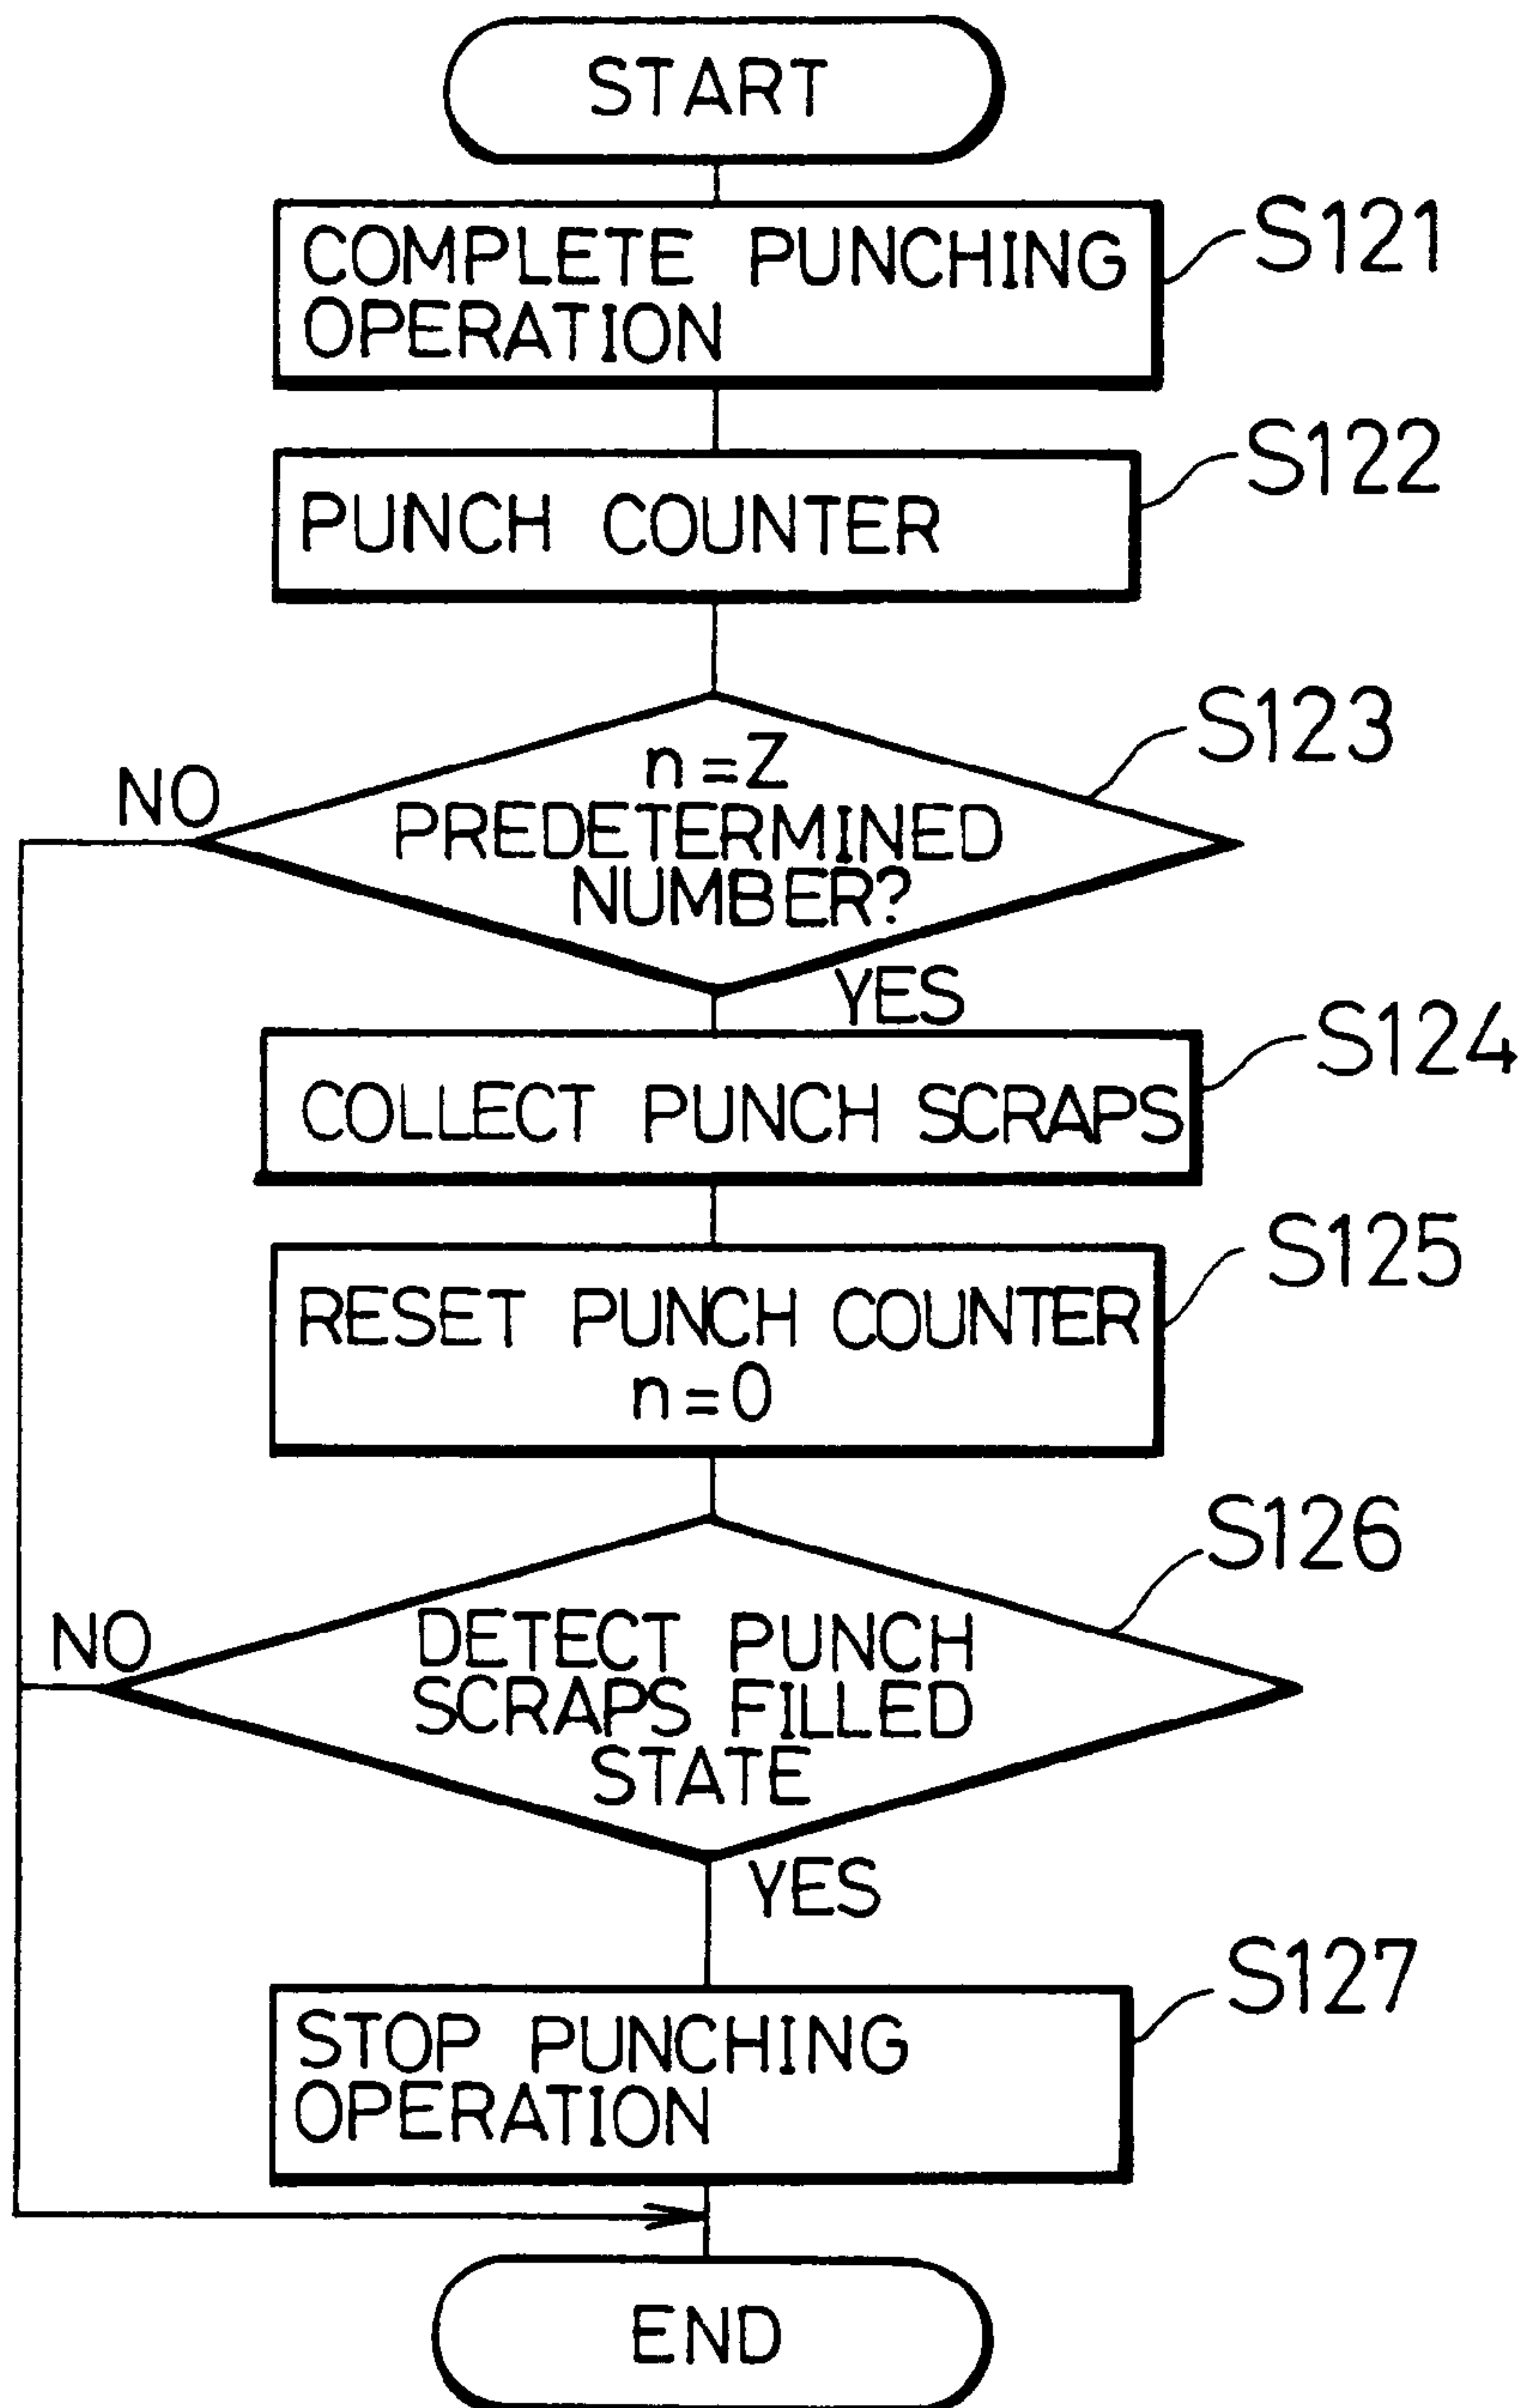 START
COMPLETE PUNCHING
OPERATION
S121
PUNCH COUNTER
S122
n=Z
PREDETERMINED
NUMBER?
S123
NO
YES
COLLECT PUNCH SCRAPS
S124
RESET PUNCH COUNTER
n=0
S125
DETECT PUNCH
SCRAPS FILLED
STATE
S126
NO
YES
STOP PUNCHING
OPERATION
S127
END